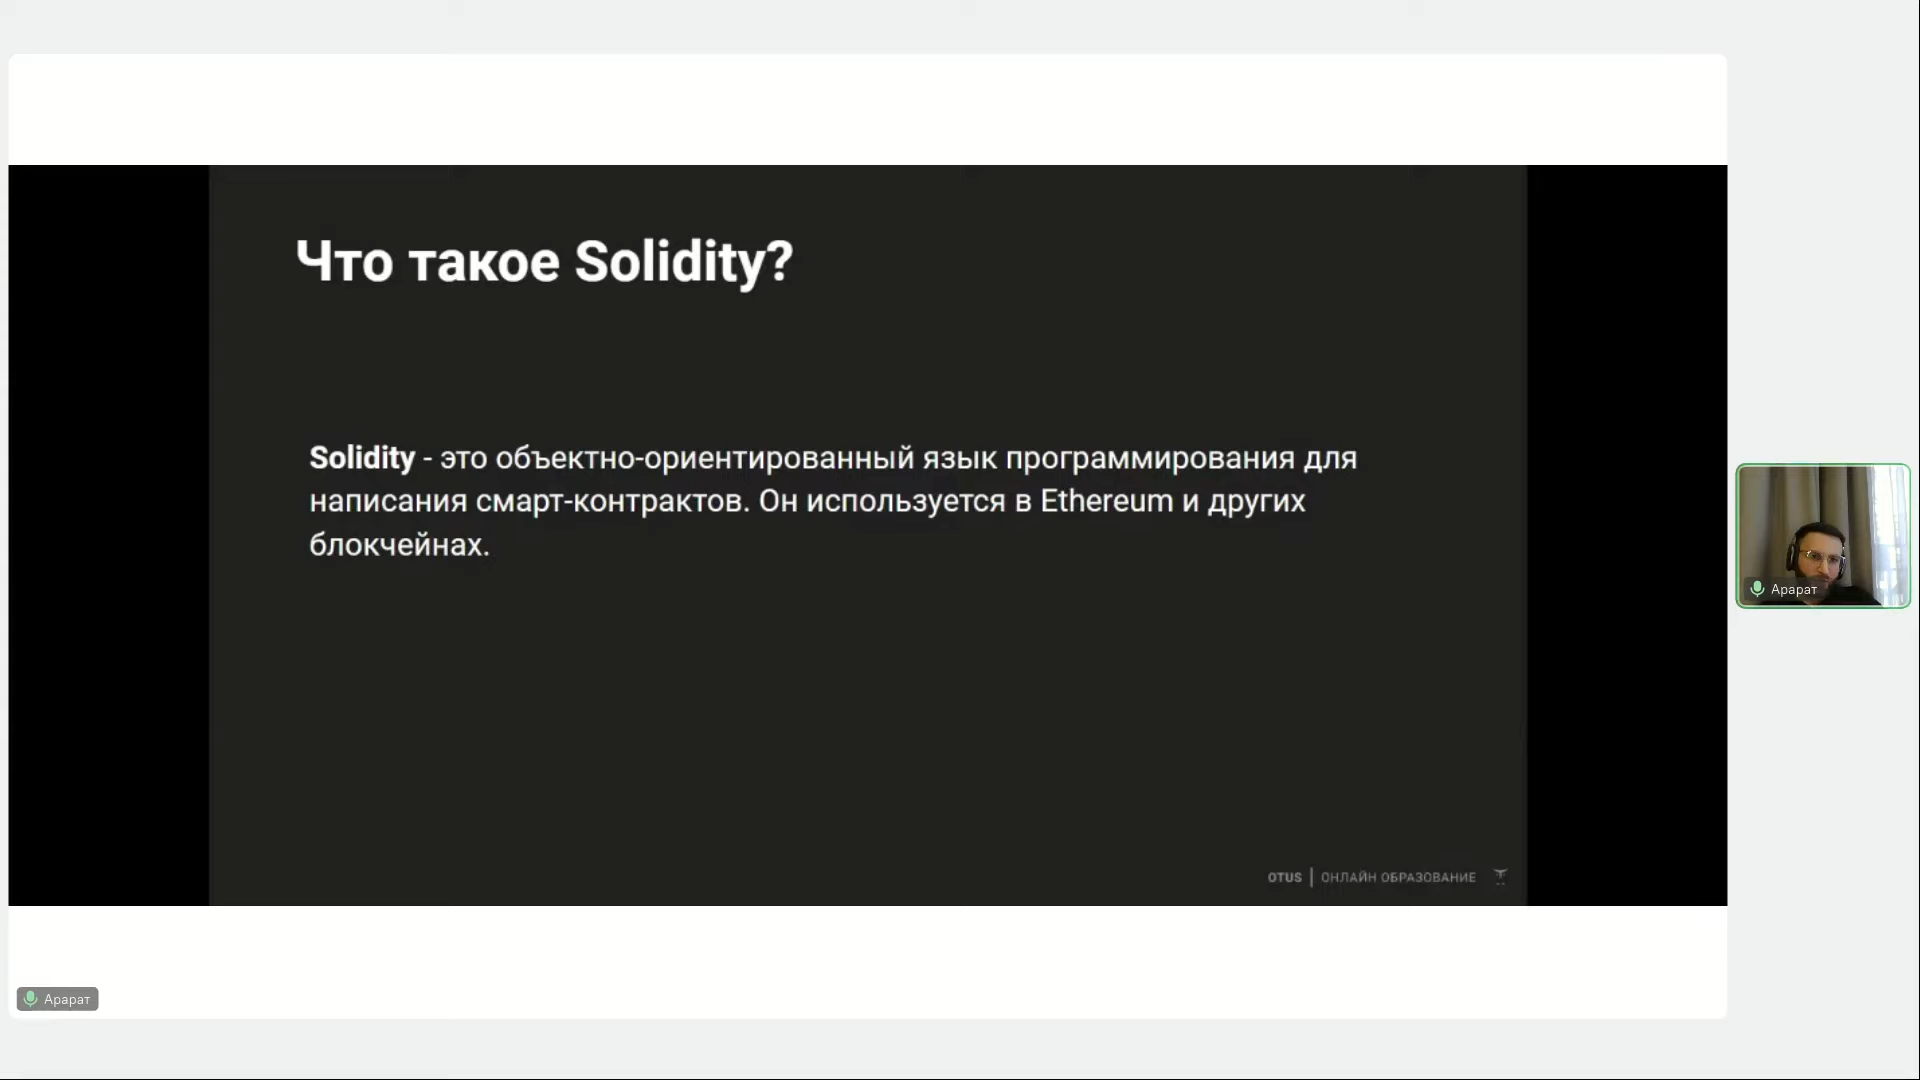 Что такое Solidity?
Solidity - это объектно-ориентированный язык программирования для
написания смарт-контрактов. Он используется в Ethereum и других
блокчейнах.
OTUS | ОНЛАЙН ОБРАЗОВАНИЕ
Арарат
Арарат